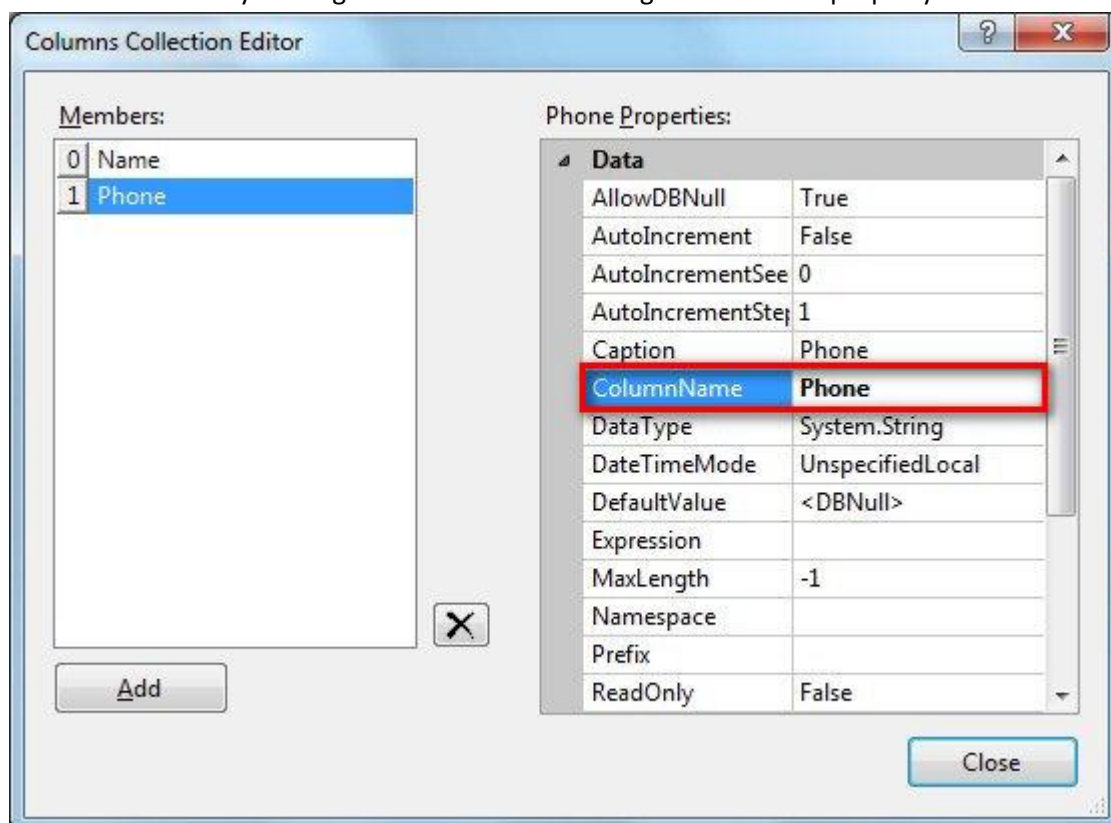 Columns Collection Editor
Members:
0 Name
1 Phone
Add
Phone Properties:
Data
AllowDBNull True
AutoIncrement False
AutoIncrementSee 0
AutoIncrementStep 1
Caption Phone
ColumnName Phone
DataType System.String
DateTimeMode UnspecifiedLocal
DefaultValue <DBNull>
Expression
MaxLength -1
Namespace
Prefix
ReadOnly False
Close